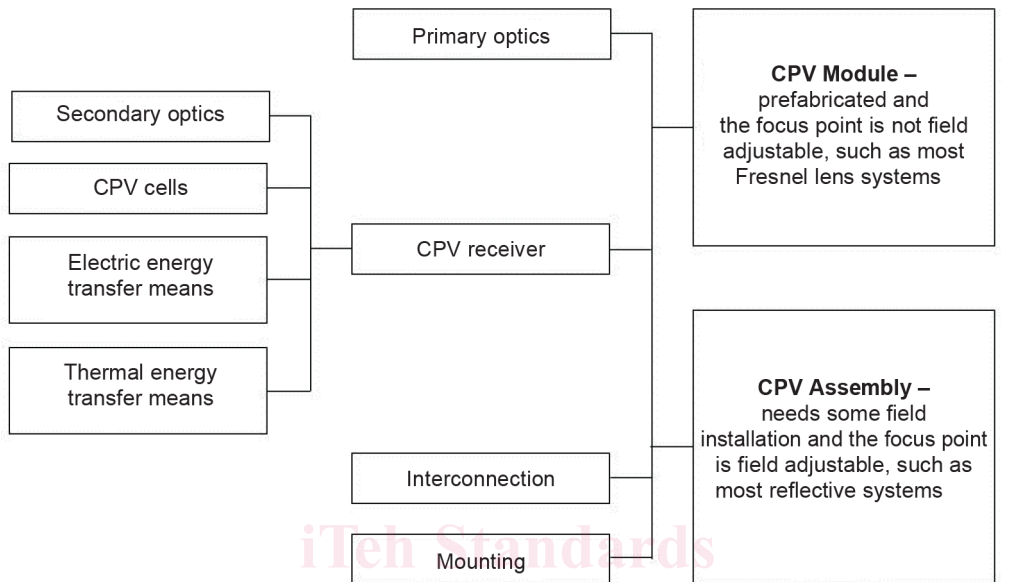 Primary optics
CPV Module –
prefabricated and
the focus point is not field
adjustable, such as most
Fresnel lens systems
Secondary optics
CPV cells
Electric energy
transfer means
Thermal energy
transfer means
CPV receiver
CPV Assembly –
needs some field
installation and the focus point
is field adjustable, such as
most reflective systems
Interconnection
Mounting
iTeh Standards